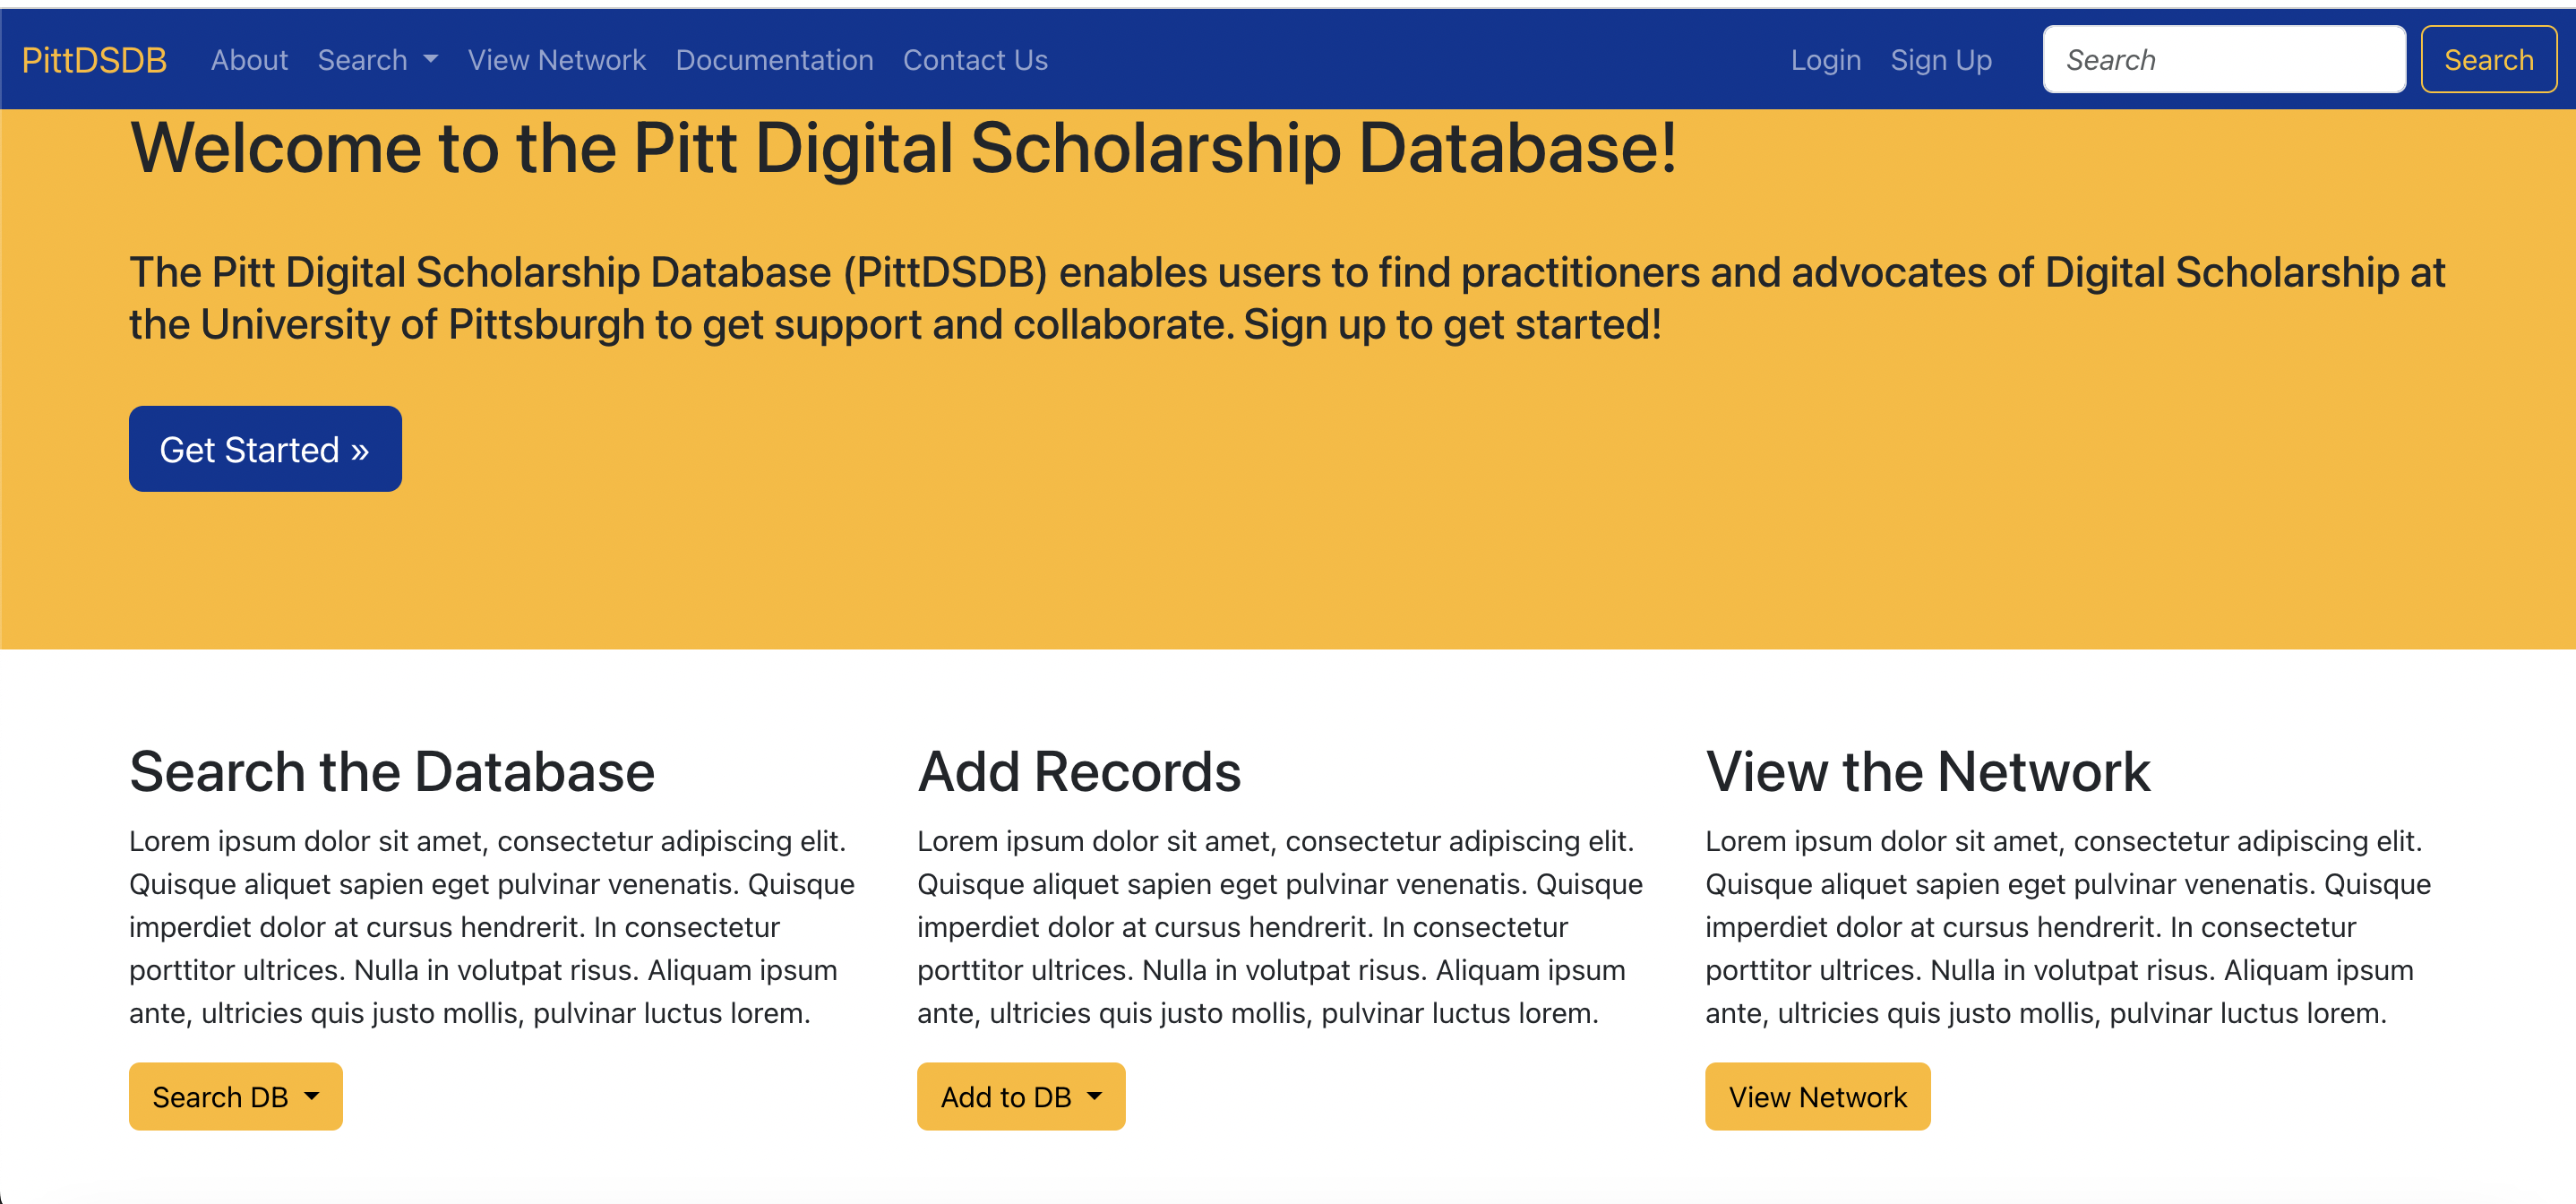 PittDSDB About Search View Network Documentation Contact Us Login Sign Up Search Search
Welcome to the Pitt Digital Scholarship Database!
The Pitt Digital Scholarship Database (PittDSDB) enables users to find practitioners and advocates of Digital Scholarship at
the University of Pittsburgh to get support and collaborate. Sign up to get started!
Get Started »
Search the Database
Lorem ipsum dolor sit amet, consectetur adipiscing elit.
Quisque aliquet sapien eget pulvinar venenatis. Quisque
imperdiet dolor at cursus hendrerit. In consectetur
porttitor ultrices. Nulla in volutpat risus. Aliquam ipsum
ante, ultricies quis justo mollis, pulvinar luctus lorem.
Search DB
Add Records
Lorem ipsum dolor sit amet, consectetur adipiscing elit.
Quisque aliquet sapien eget pulvinar venenatis. Quisque
imperdiet dolor at cursus hendrerit. In consectetur
porttitor ultrices. Nulla in volutpat risus. Aliquam ipsum
ante, ultricies quis justo mollis, pulvinar luctus lorem.
Add to DB
View the Network
Lorem ipsum dolor sit amet, consectetur adipiscing elit.
Quisque aliquet sapien eget pulvinar venenatis. Quisque
imperdiet dolor at cursus hendrerit. In consectetur
porttitor ultrices. Nulla in volutpat risus. Aliquam ipsum
ante, ultricies quis justo mollis, pulvinar luctus lorem.
View Network